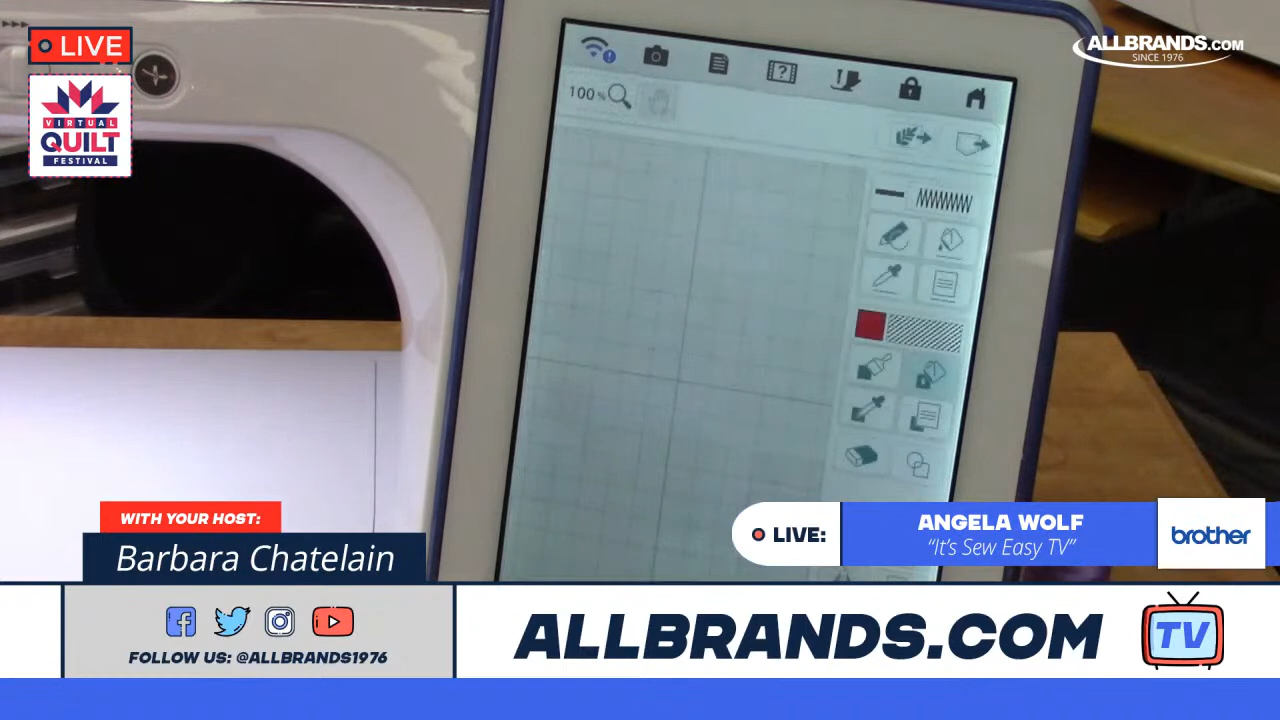 LIVE
VIRTUAL
QUILT
FESTIVAL
ALLBRANDS.COM
SINCE 1976
100%
?
WITH YOUR HOST:
Barbara Chatelain
LIVE:
ANGELA WOLF
"It's Sew Easy TV"
brother
FOLLOW US: @ALLBRANDS1976
ALLBRANDS.COM
TV